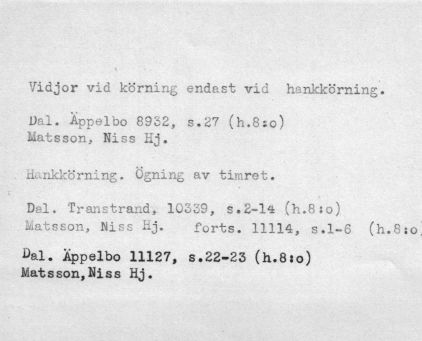 Vidjor vid körning endast vid hankkörning.
Dal. Äppelbo 8932, s.27 (h.8:o)
Matsson, Niss Hj.
Hankkörning. Ögning av timret.
Dal. Transtrand, 10339, s.2-14 (h.8:o)
Matsson, Niss Hj. forts. 11114, s.1-6 (h.8:o)
Dal. Äppelbo 11127, s.22-23 (h.8:o)
Matsson,Niss Hj.